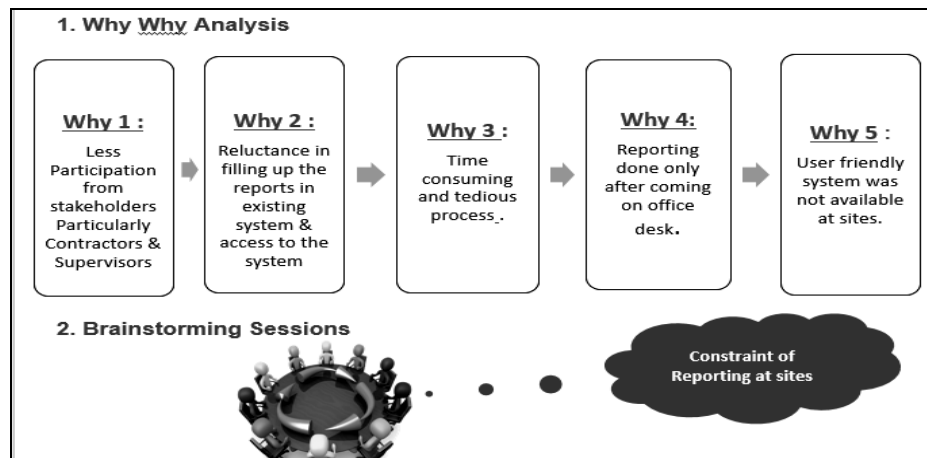 1. Why Why Analysis
Why 1 :
Less
Participation
from
stakeholders
Particularly
Contractors &
Supervisors
Why 2 :
Reluctance in
filling up the
reports in
existing
system &
access to the
system
Why 3 :
Time
consuming
and tedious
process .
Why 4:
Reporting
done only
after coming
on office
desk.
Why 5 :
User friendly
system was
not available
at sites.
2. Brainstorming Sessions
Constraint of
Reporting at sites